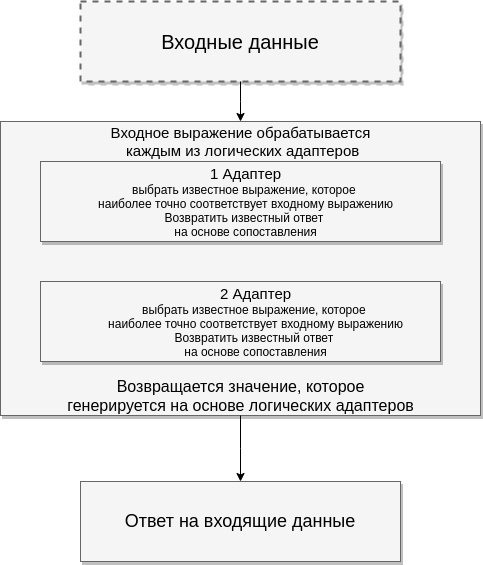 Входные данные
Входное выражение обрабатывается
каждым из логических адаптеров
1 Адаптер
выбрать известное выражение, которое
наиболее точно соответствует входному выражению
Возвратить известный ответ
на основе сопоставления
2 Адаптер
выбрать известное выражение, которое
наиболее точно соответствует входному выражению
Возвратить известный ответ
на основе сопоставления
Возвращается значение, которое
генерируется на основе логических адаптеров
Ответ на входящие данные